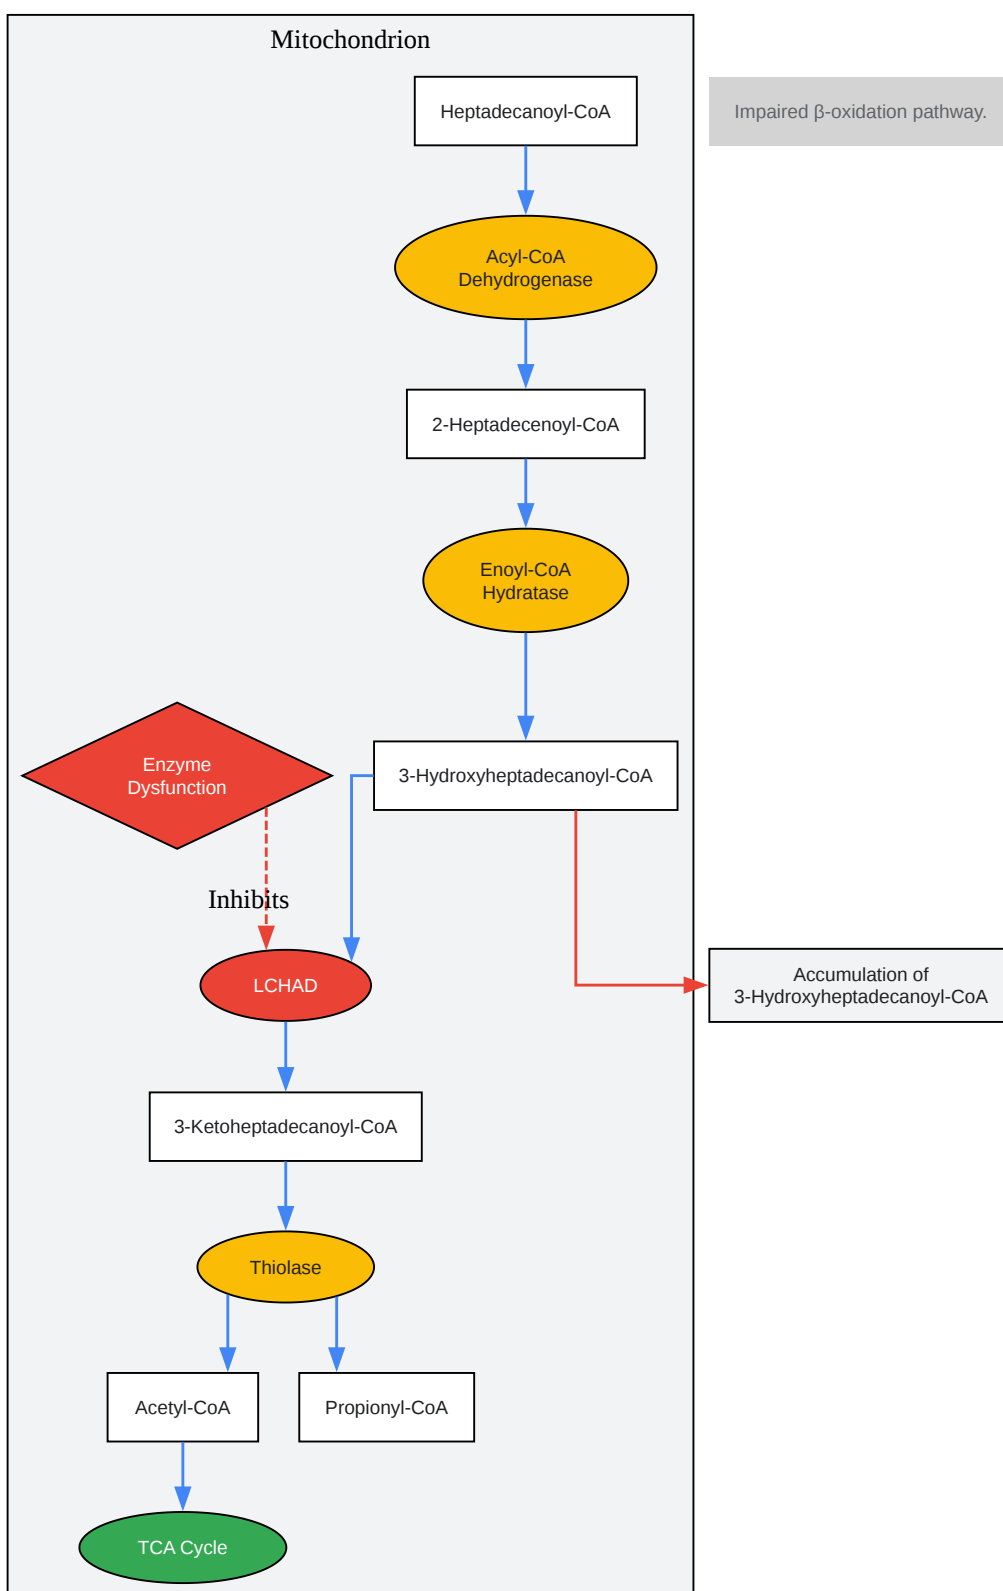 Mitochondrion
Heptadecanoyl-CoA
Impaired β-oxidation pathway.
Acyl-CoA
Dehydrogenase
2-Heptadecenoyl-CoA
Enoyl-CoA
Hydratase
Enzyme
Dysfunction
3-Hydroxyheptadecanoyl-CoA
Inhibits
LCHAD
Accumulation of
3-Hydroxyheptadecanoyl-CoA
3-Ketoheptadecanoyl-CoA
Thiolase
Acetyl-CoA
Propionyl-CoA
TCA Cycle